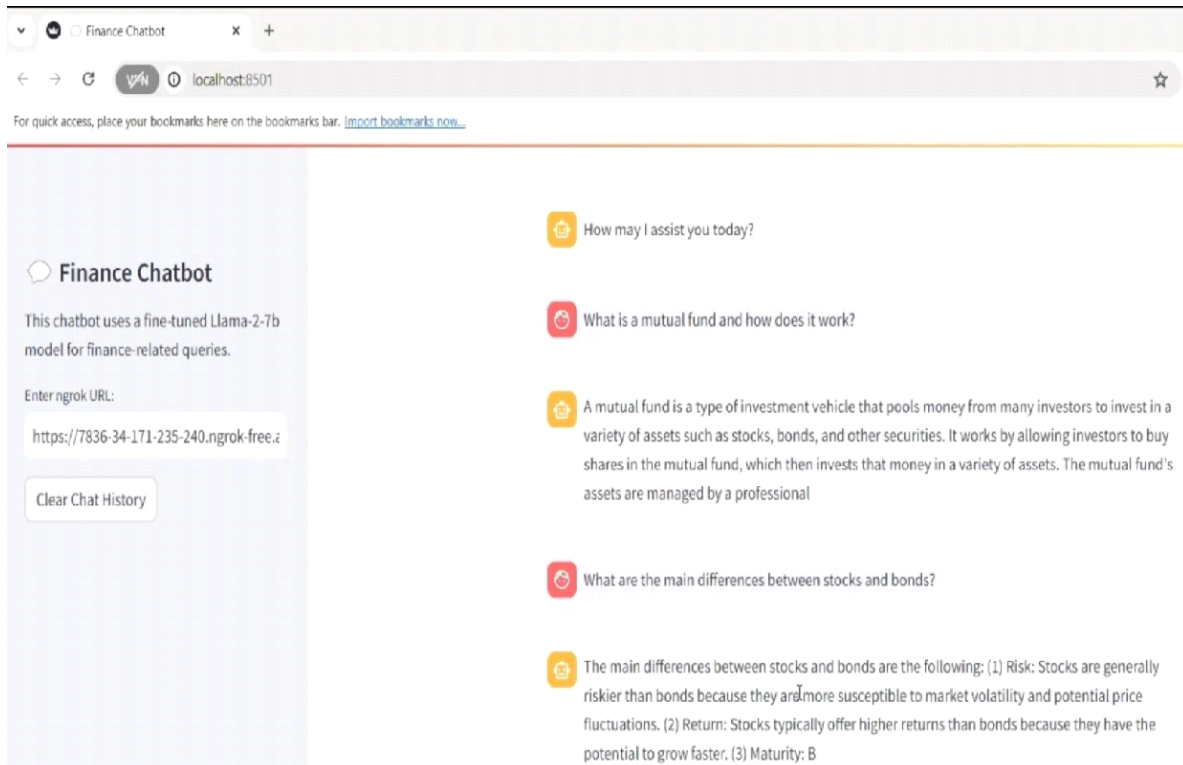 Finance Chatbot
VPN
localhost:8501
For quick access, place your bookmarks here on the bookmarks bar. Import bookmarks now...
Finance Chatbot
This chatbot uses a fine-tuned Llama-2-7b
model for finance-related queries.
Enter ngrok URL:
https://7836-34-171-235-240.ngrok-free.a
Clear Chat History
How may I assist you today?
What is a mutual fund and how does it work?
A mutual fund is a type of investment vehicle that pools money from many investors to invest in a
variety of assets such as stocks, bonds, and other securities. It works by allowing investors to buy
shares in the mutual fund, which then invests that money in a variety of assets. The mutual fund's
assets are managed by a professional
What are the main differences between stocks and bonds?
The main differences between stocks and bonds are the following: (1) Risk: Stocks are generally
riskier than bonds because they are more susceptible to market volatility and potential price
fluctuations. (2) Return: Stocks typically offer higher returns than bonds because they have the
potential to grow faster. (3) Maturity: B